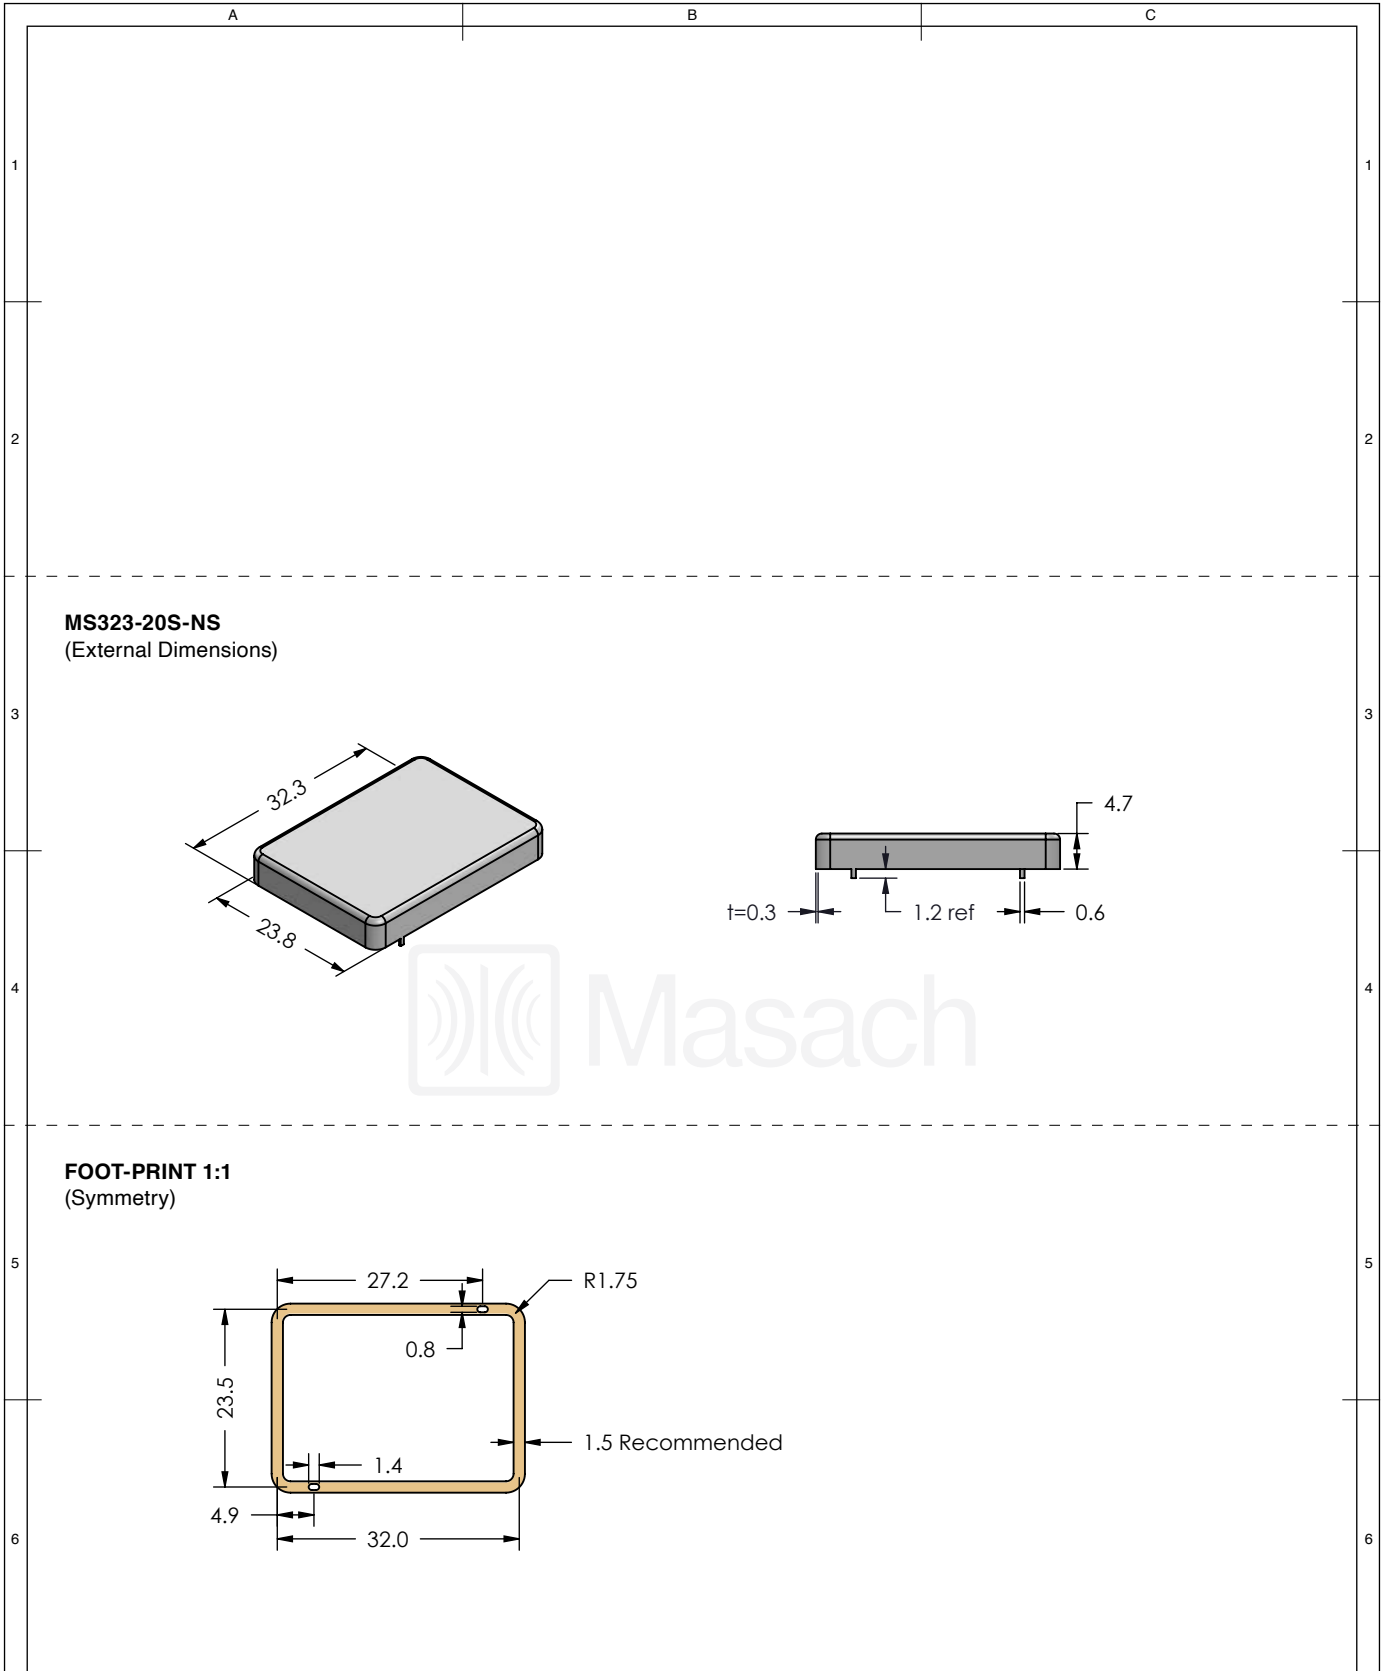 A B C
1 1
2 2
MS323-20S-NS
(External Dimensions)
3 3
32.3
4.7
23.8
t=0.3 1.2 ref 0.6
4 4
Masach
FOOT-PRINT 1:1
(Symmetry)
5 5
27.2 R1.75
0.8
23.5
1.5 Recommended
1.4
4.9
32.0
6 6